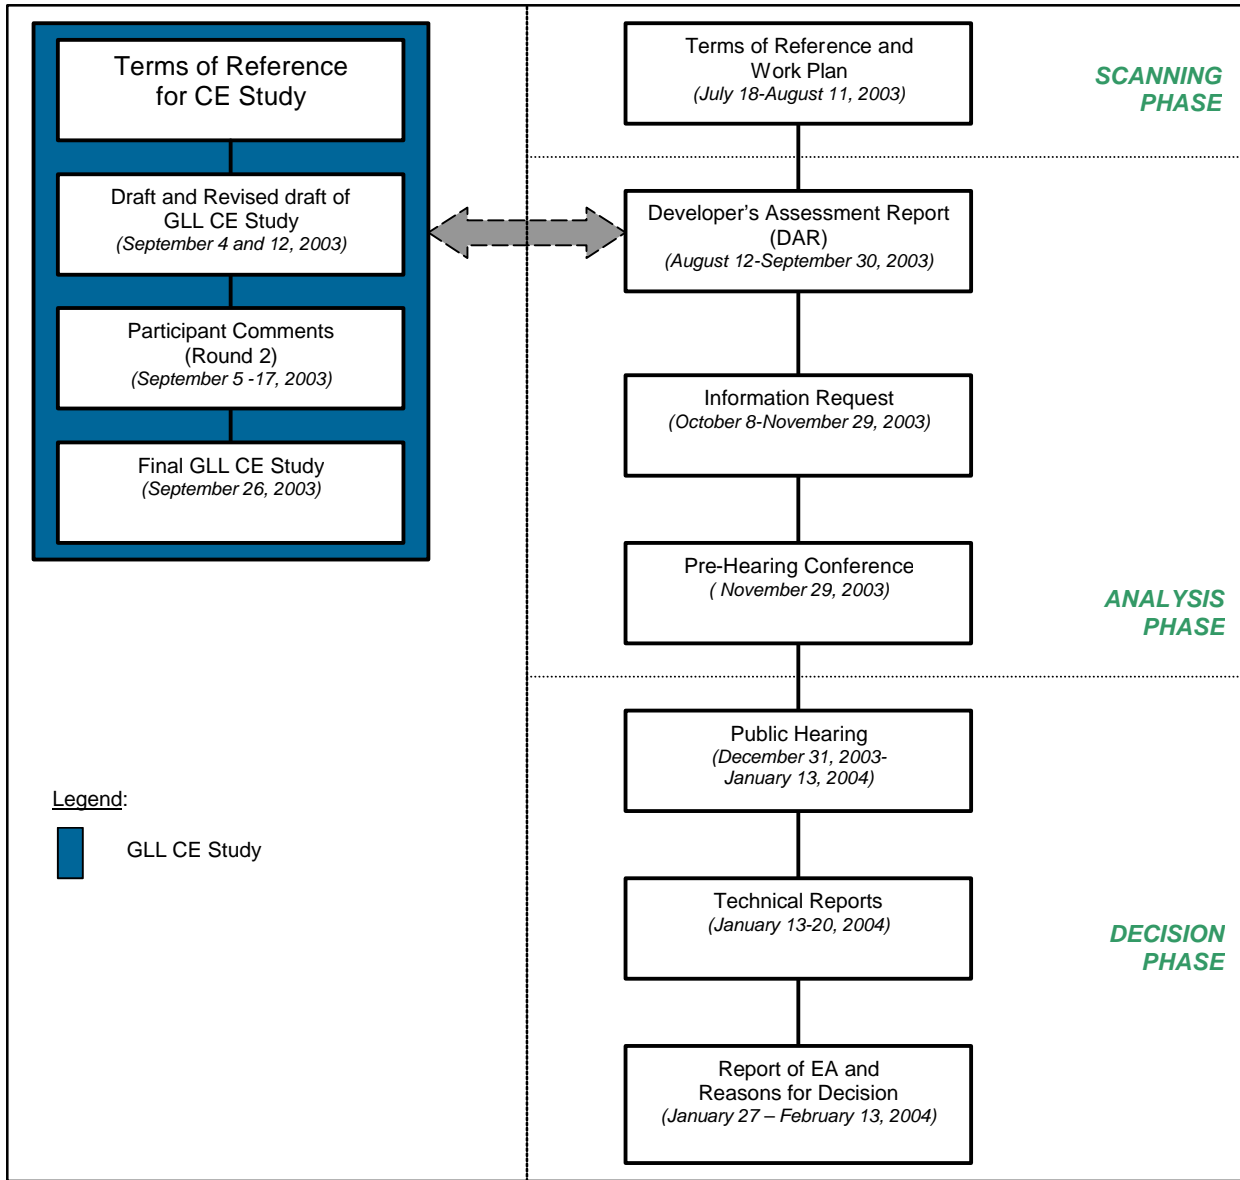 Terms of Reference
for CE Study
Draft and Revised draft of
GLL CE Study
(September 4 and 12, 2003)
Participant Comments
(Round 2)
(September 5 -17, 2003)
Final GLL CE Study
(September 26, 2003)
Legend:
GLL CE Study
Terms of Reference and
Work Plan
(July 18-August 11, 2003)
SCANNING
PHASE
Developer's Assessment Report
(DAR)
(August 12-September 30, 2003)
Information Request
(October 8-November 29, 2003)
Pre-Hearing Conference
( November 29, 2003)
ANALYSIS
PHASE
Public Hearing
(December 31, 2003-
January 13, 2004)
Technical Reports
(January 13-20, 2004)
DECISION
PHASE
Report of EA and
Reasons for Decision
(January 27 – February 13, 2004)